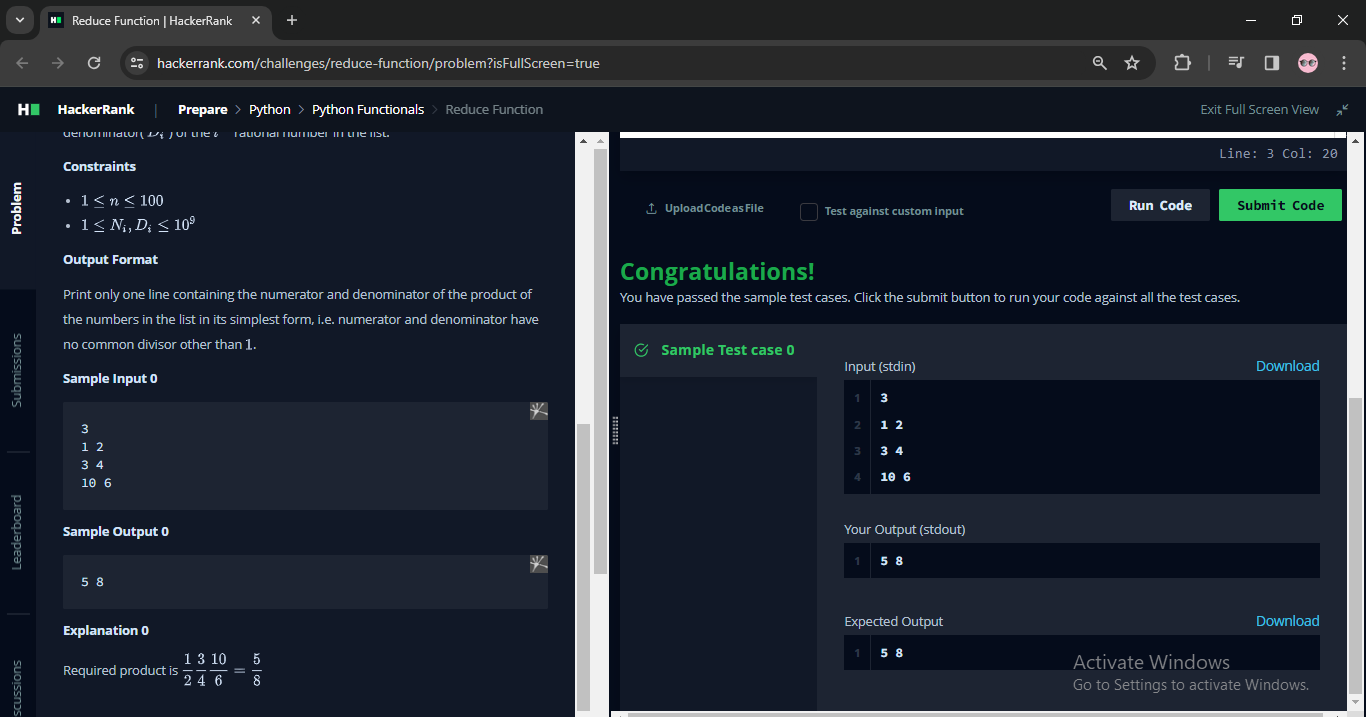 Reduce Function | HackerRank
hackerrank.com/challenges/reduce-function/problem?isFullScreen=true
HackerRank | Prepare > Python > Python Functionals > Reduce Function
Exit Full Screen View
Problem
Submissions
Leaderboard
scussions
denominator(D_i) of the i rational number in the list.
Constraints
• 1 ≤ n ≤ 100
• 1 ≤ N_i, D_i ≤ 10^9
Output Format
Print only one line containing the numerator and denominator of the product of
the numbers in the list in its simplest form, i.e. numerator and denominator have
no common divisor other than 1.
Sample Input 0
3
1 2
3 4
10 6
Sample Output 0
5 8
Explanation 0
Required product is 1/2 3/4 10/6 = 5/8
Line: 3 Col: 20
Upload Code as File
Test against custom input
Run Code
Submit Code
Congratulations!
You have passed the sample test cases. Click the submit button to run your code against all the test cases.
Sample Test case 0
Input (stdin)
Download
1 3
2 1 2
3 3 4
4 10 6
Your Output (stdout)
1 5 8
Expected Output
Download
1 5 8
Activate Windows
Go to Settings to activate Windows.